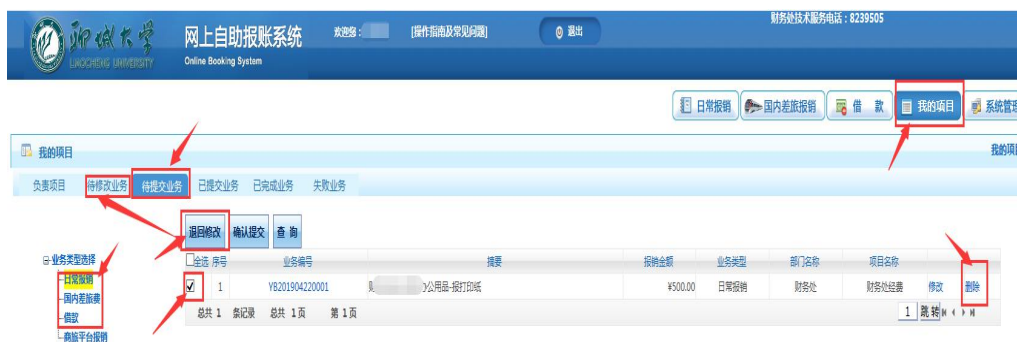 财务处技术服务电话：8239505
聊城大学 网上自助报账系统 欢迎您： [操作指南及常见问题] 退出
LIAOCHENG UNIVERSITY Online Booking System
日常报销 国内差旅报销 借 款 我的项目 系统管理
我的项目 我的项目
负责项目 待修改业务 待提交业务 已提交业务 已完成业务 失败业务
退回修改 确认提交 查 询
业务类型选择
日常报销
国内差旅费
借款
商旅平台报销
全选 序号 业务编号 摘要 报销金额 业务类型 部门名称 项目名称
1 YB201904220001 办公用品-报打印纸 ¥500.00 日常报销 财务处 财务处经费 修改 删除
总共 1 条记录 总共 1页 第 1页 1 跳 转